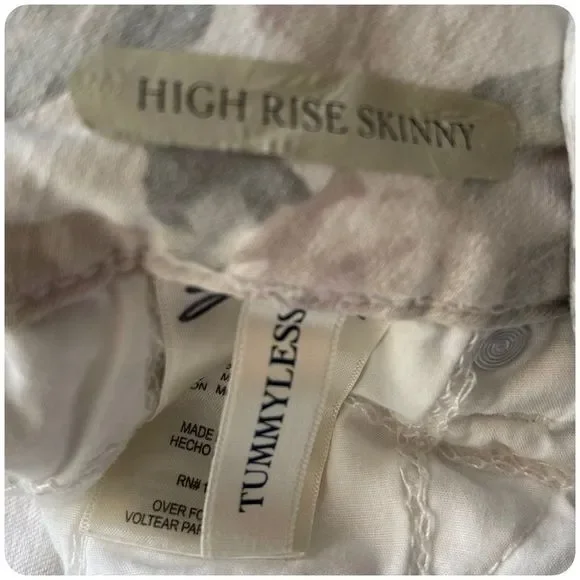 HIGH RISE SKINNY
TUMMYLESS
MADE
HECHO
RN#
OVER FO
VOLTEAR PAR